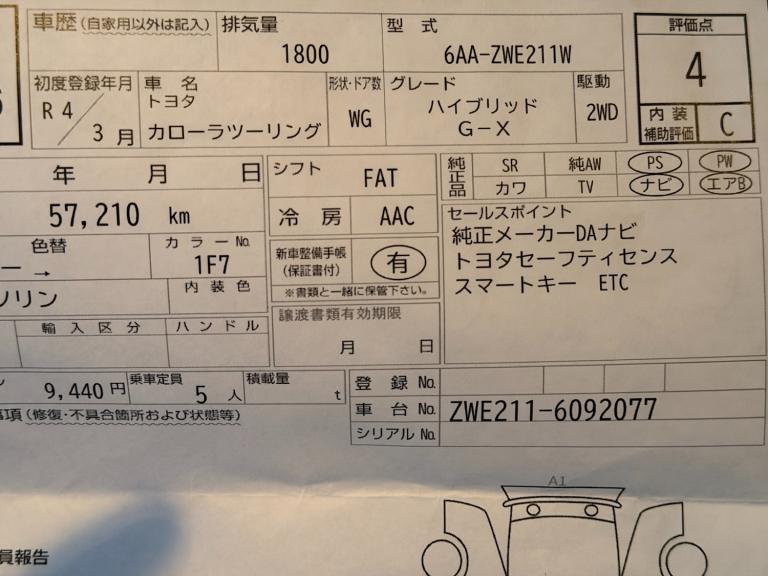 車歴(自家用以外は記入) 排気量 型式 評価点
1800 6AA-ZWE211W 4
初度登録年月 車名 形状・ドア数 グレード 駆動
R4/3月 トヨタ カローラツーリング WG ハイブリッド G-X 2WD
内装補助評価 C
年 月 日 シフト FAT 純正品 SR 純AW PS PW
57,210 km 冷房 AAC カワ TV ナビ エアB
色替 カラーNo. 新車整備手帳(保証書付) 有 セールスポイント
ー → 1F7 純正メーカーDAナビ
内装色 ※書類と一緒に保管下さい。 トヨタセーフティセンス
ソリン スマートキー ETC
輸入区分 ハンドル 譲渡書類有効期限
月 日
9,440円 乗車定員 5人 積載量 t 登録No.
事項(修復・不具合箇所および状態等) 車台No. ZWE211-6092077
シリアルNo.
A1
員報告